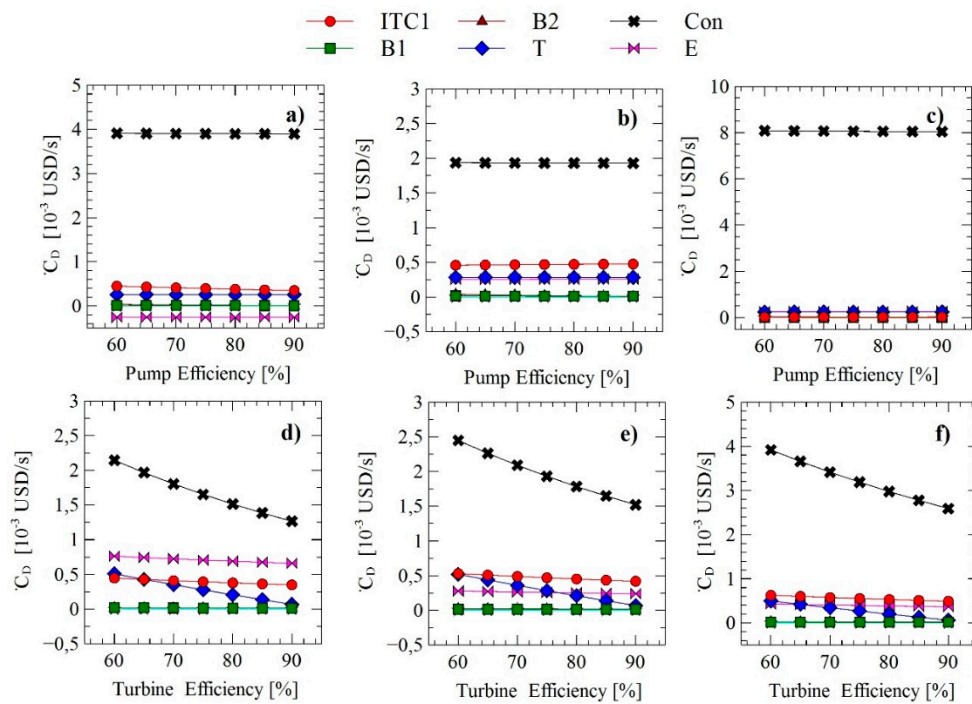 ITC1 B2 Con
B1 T E
a)
5
4
3
2
1
0
60 70 80 90
Pump Efficiency [%]
ĊD [10-3 USD/s]
b)
3
2,5
2
1,5
1
0,5
0
−0,5
60 70 80 90
Pump Efficiency [%]
ĊD [10-3 USD/s]
c)
10
8
6
4
2
0
60 70 80 90
Pump Efficiency [%]
ĊD [10-3 USD/s]
d)
3
2,5
2
1,5
1
0,5
0
−0,5
60 70 80 90
Turbine Efficiency [%]
ĊD [10-3 USD/s]
e)
3
2,5
2
1,5
1
0,5
0
−0,5
60 70 80 90
Turbine Efficiency [%]
ĊD [10-3 USD/s]
f)
5
4
3
2
1
0
60 70 80 90
Turbine Efficiency [%]
ĊD [10-3 USD/s]